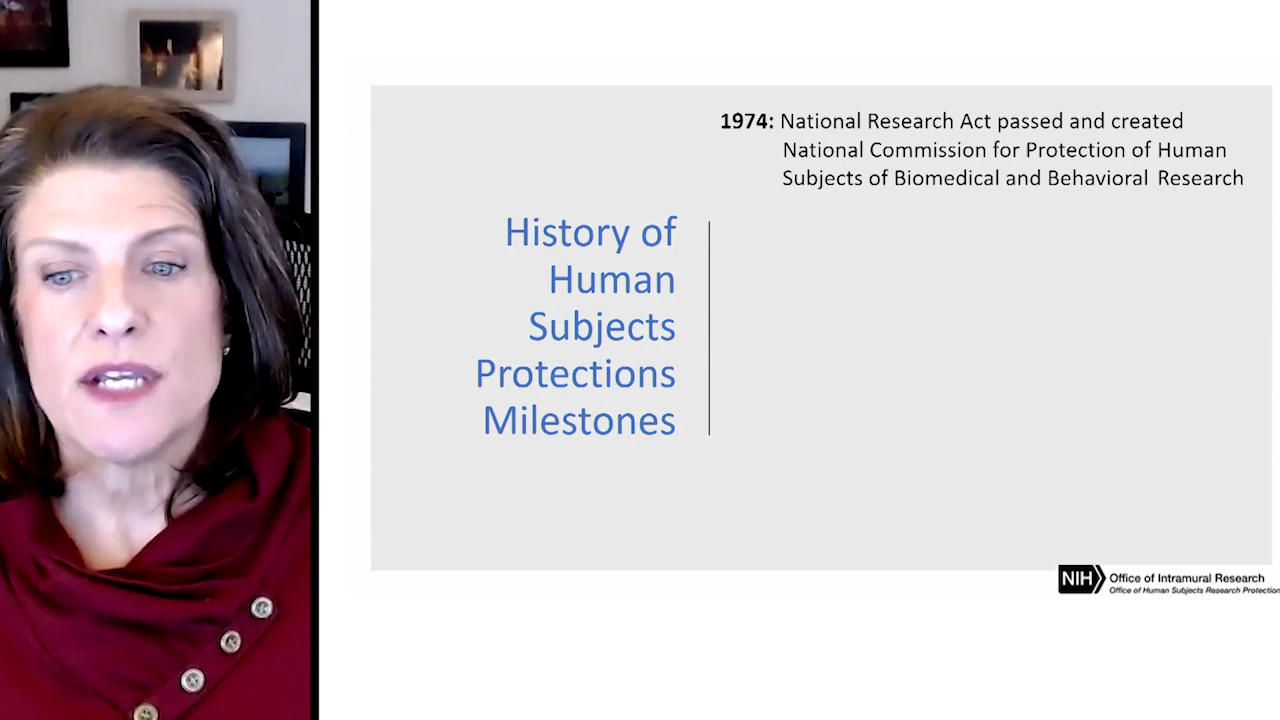 1974: National Research Act passed and created
National Commission for Protection of Human
Subjects of Biomedical and Behavioral Research
History of
Human
Subjects
Protections
Milestones
NIH
Office of Intramural Research
Office of Human Subjects Research Protection